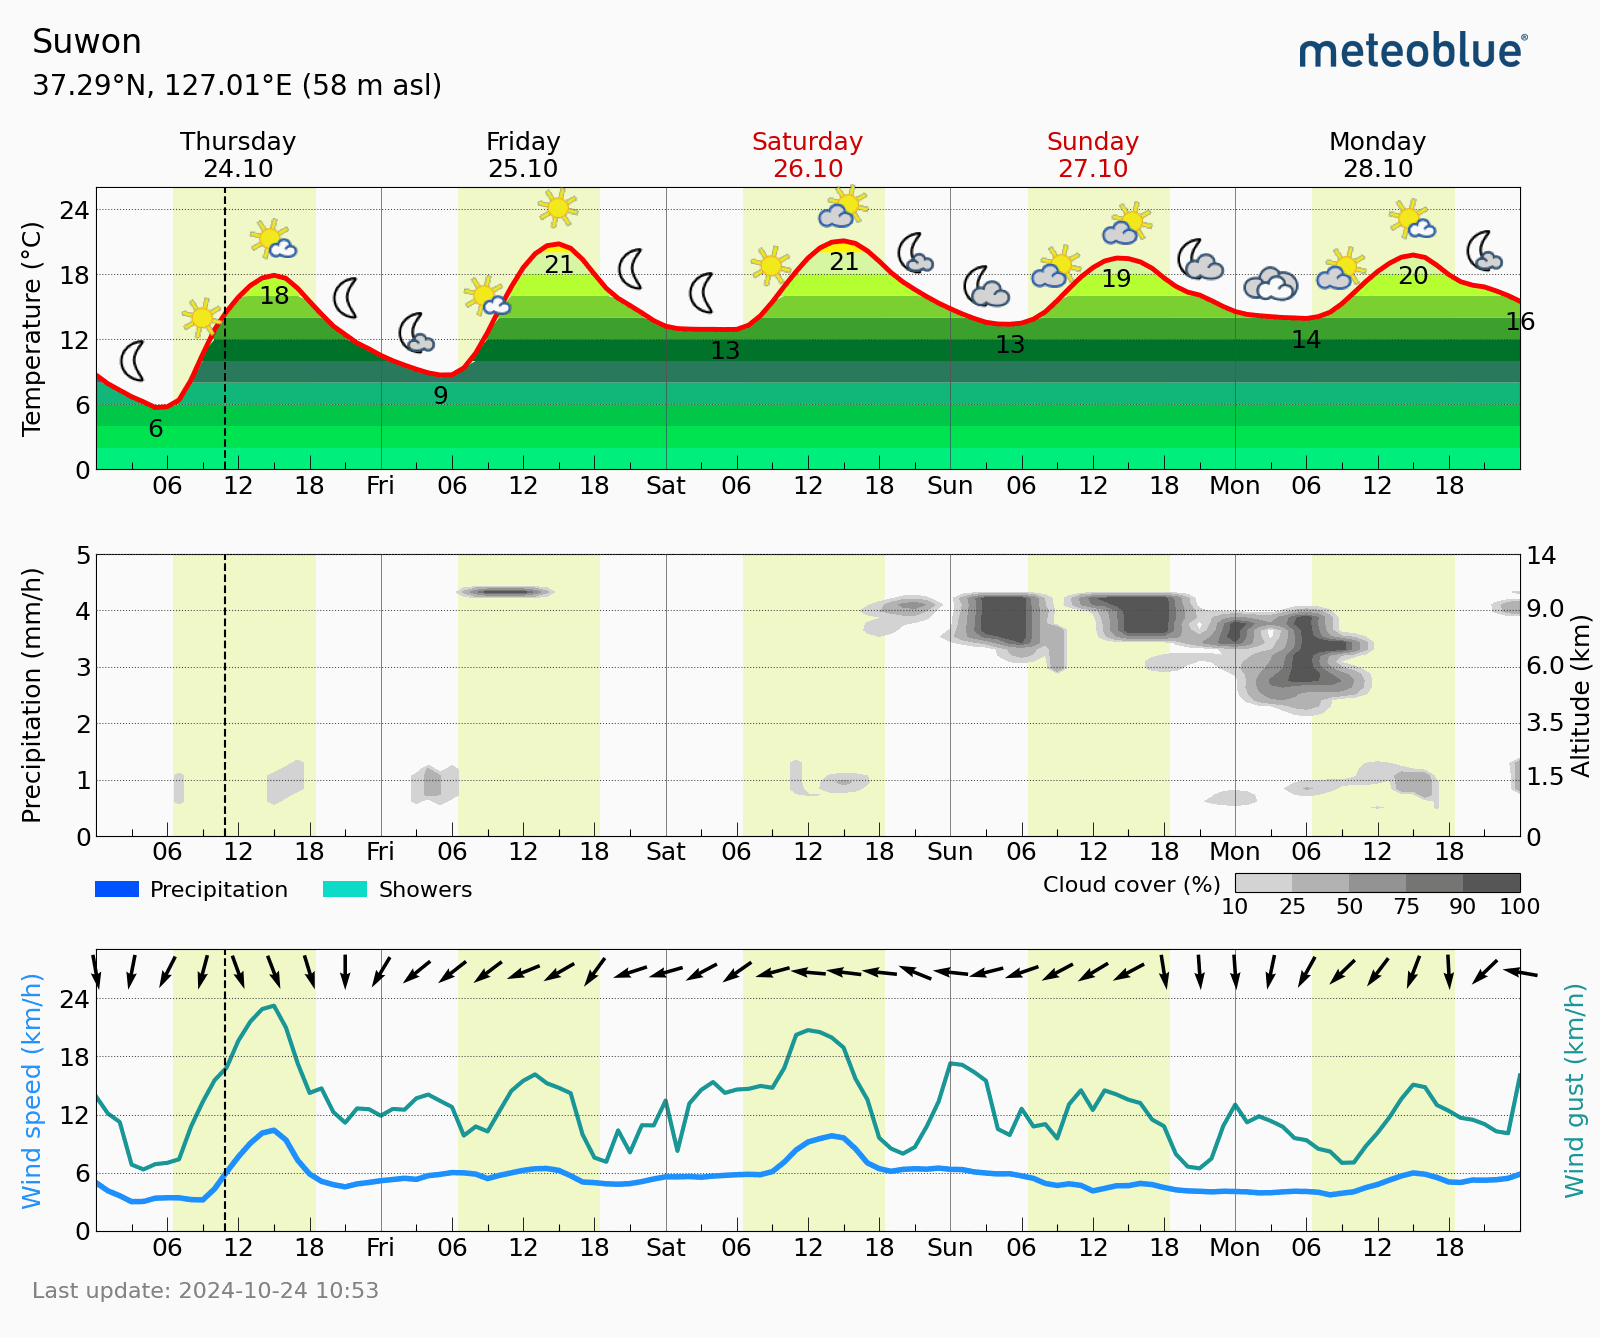 Suwon
37.29°N, 127.01°E (58 m asl)
meteoblue®
Thursday Friday Saturday Sunday Monday
24.10 25.10 26.10 27.10 28.10
Temperature (°C)
24
18
12
6
0
18 21 21 19 20
6 9 13 13 14 16
06 12 18 Fri 06 12 18 Sat 06 12 18 Sun 06 12 18 Mon 06 12 18
Precipitation (mm/h)
5
4
3
2
1
0
14
9.0
6.0
3.5
1.5
0
Altitude (km)
06 12 18 Fri 06 12 18 Sat 06 12 18 Sun 06 12 18 Mon 06 12 18
Precipitation Showers Cloud cover (%)
10 25 50 75 90 100
Wind speed (km/h)
24
18
12
6
0
Wind gust (km/h)
06 12 18 Fri 06 12 18 Sat 06 12 18 Sun 06 12 18 Mon 06 12 18
Last update: 2024-10-24 10:53